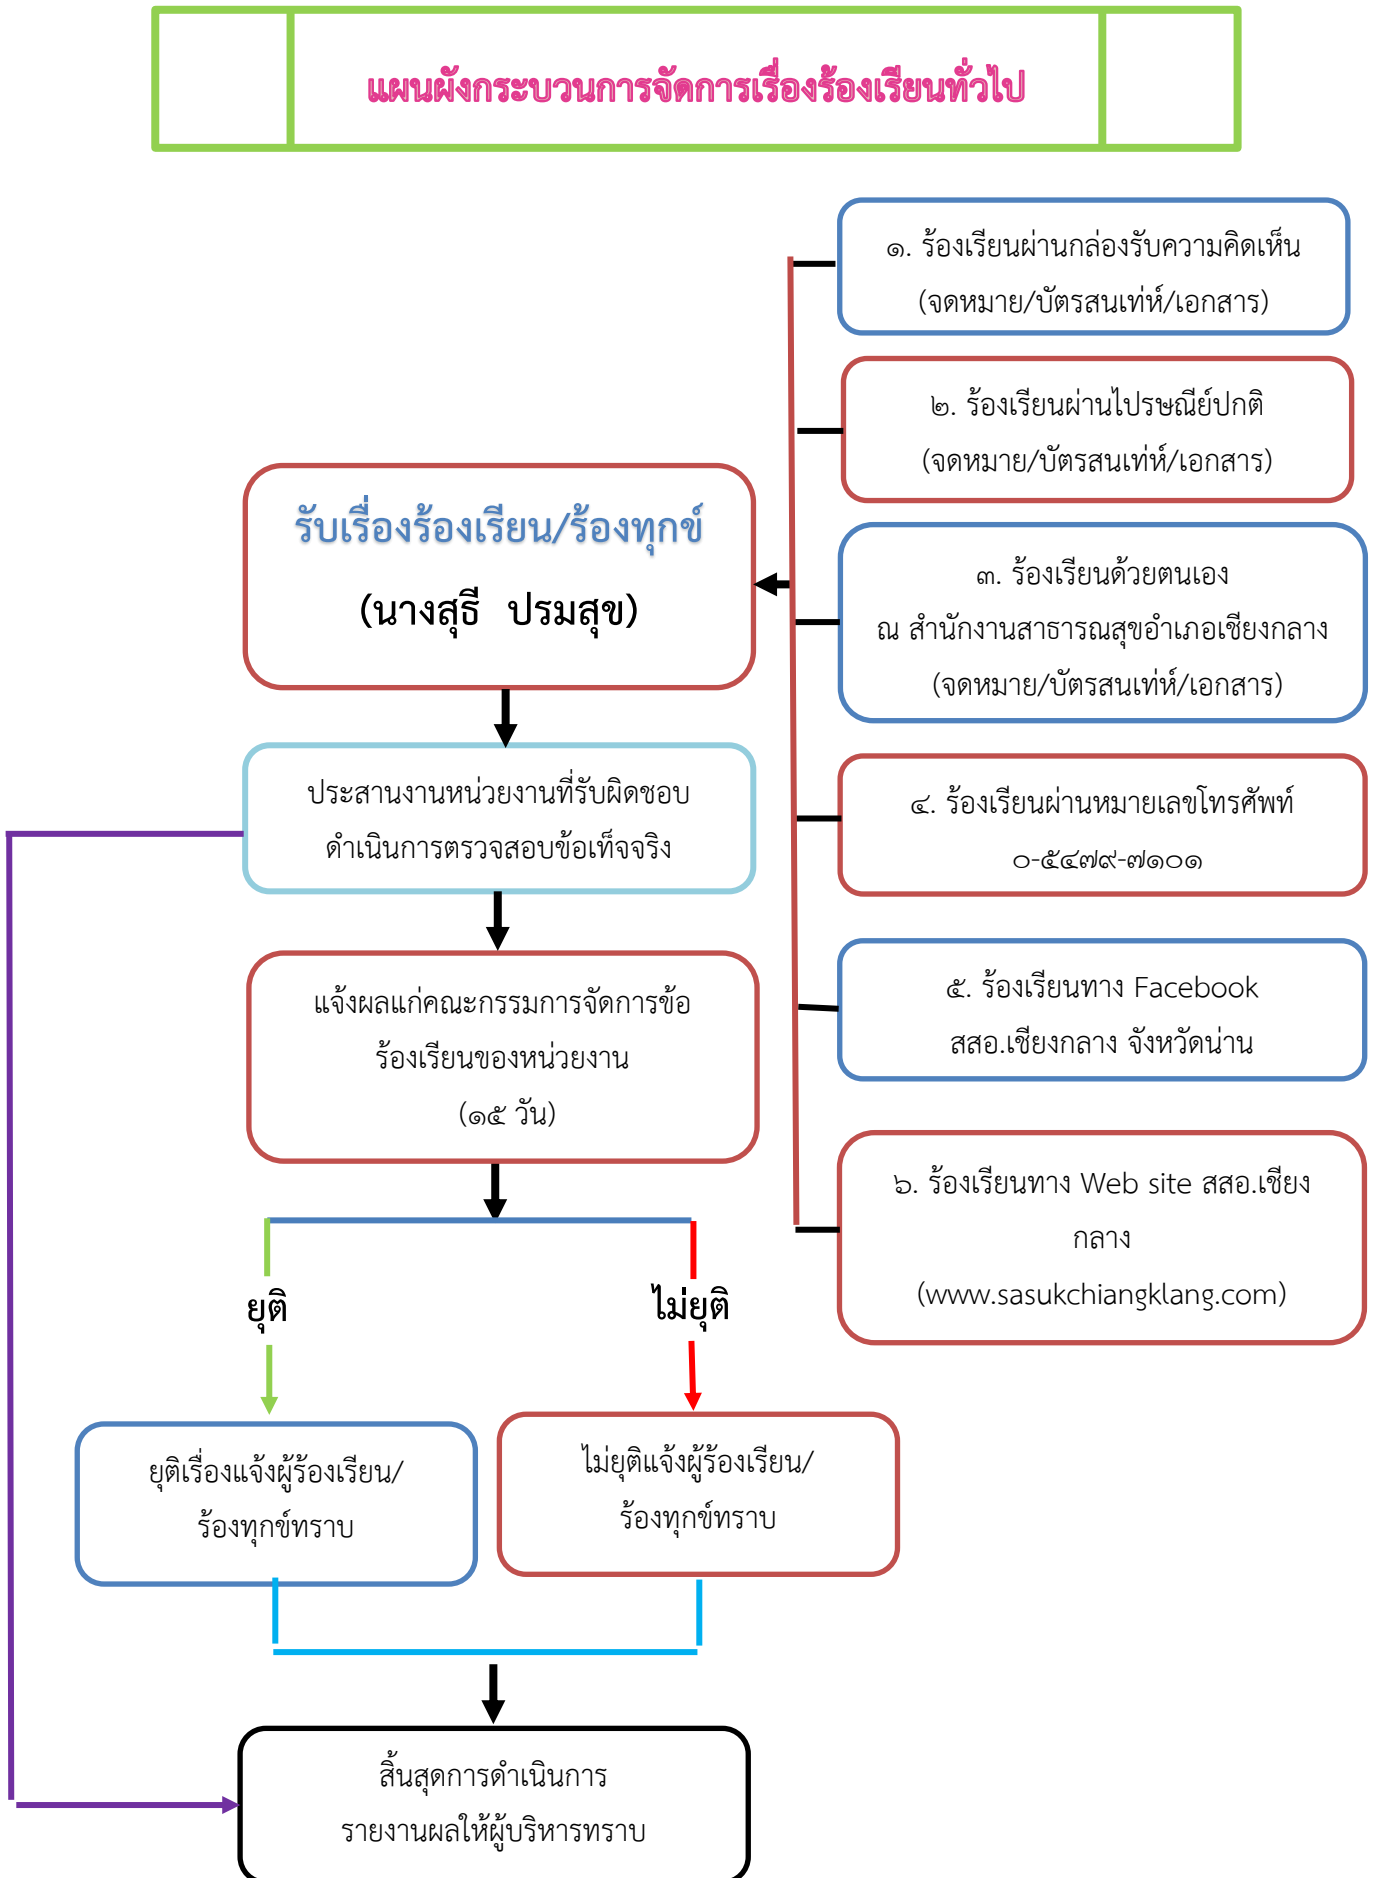 แผนผังกระบวนการจัดการเรื่องร้องเรียนทั่วไป
๑. ร้องเรียนผ่านกล่องรับความคิดเห็น
(จดหมาย/บัตรสนเท่ห์/เอกสาร)
๒. ร้องเรียนผ่านไปรษณีย์ปกติ
(จดหมาย/บัตรสนเท่ห์/เอกสาร)
๓. ร้องเรียนด้วยตนเอง
ณ สำนักงานสาธารณสุขอำเภอเชียงกลาง
(จดหมาย/บัตรสนเท่ห์/เอกสาร)
๔. ร้องเรียนผ่านหมายเลขโทรศัพท์
๐-๕๔๗๙-๗๑๐๑
๕. ร้องเรียนทาง Facebook
สสอ.เชียงกลาง จังหวัดน่าน
๖. ร้องเรียนทาง Web site สสอ.เชียง
กลาง
(www.sasukchiangklang.com)
รับเรื่องร้องเรียน/ร้องทุกข์
(นางสุธี ปรมสุข)
ประสานงานหน่วยงานที่รับผิดชอบ
ดำเนินการตรวจสอบข้อเท็จจริง
แจ้งผลแก่คณะกรรมการจัดการข้อ
ร้องเรียนของหน่วยงาน
(๑๕ วัน)
ยุติ
ไม่ยุติ
ยุติเรื่องแจ้งผู้ร้องเรียน/
ร้องทุกข์ทราบ
ไม่ยุติแจ้งผู้ร้องเรียน/
ร้องทุกข์ทราบ
สิ้นสุดการดำเนินการ
รายงานผลให้ผู้บริหารทราบ